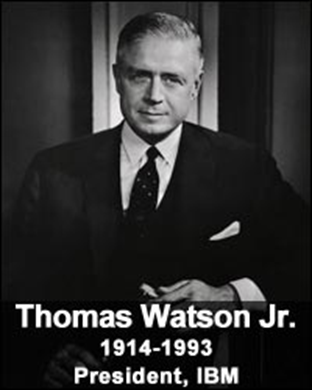 Thomas Watson Jr.
1914-1993
President, IBM